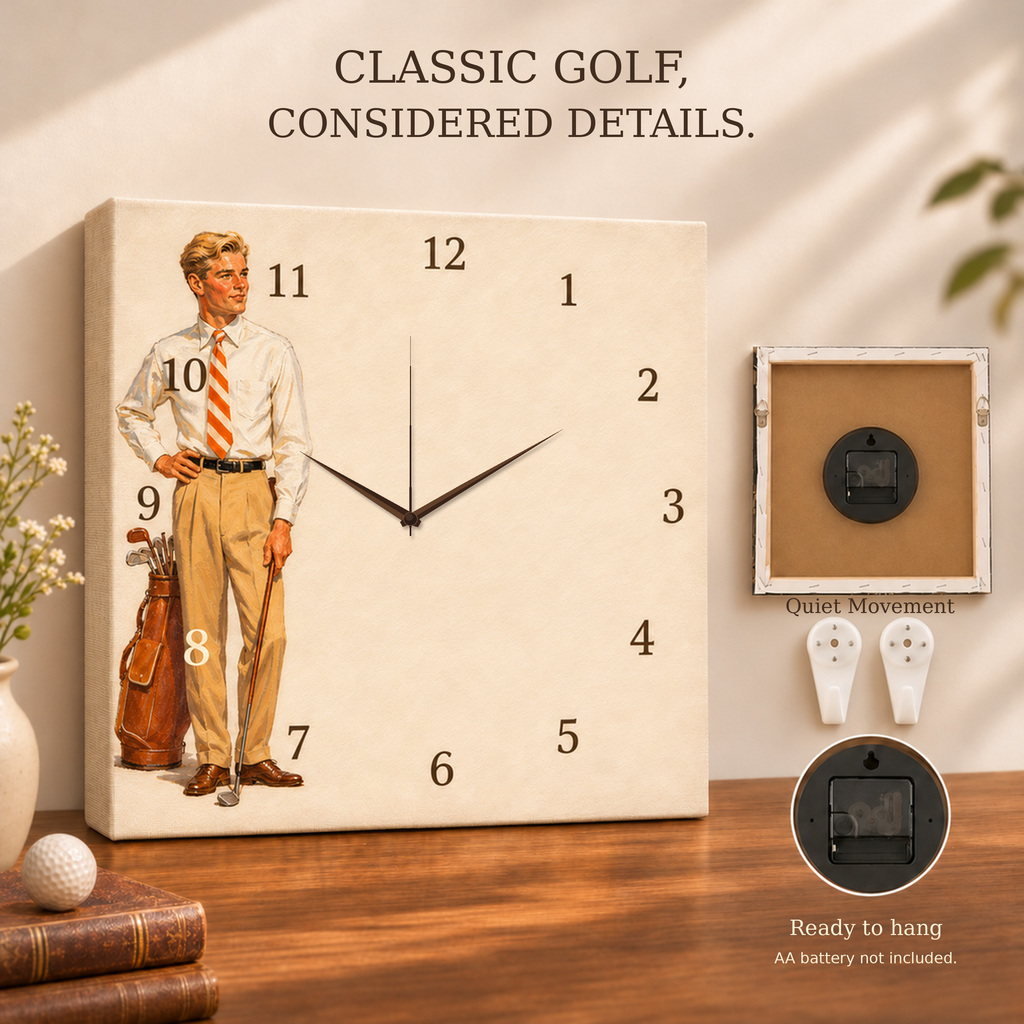 CLASSIC GOLF,
CONSIDERED DETAILS.
12
11
1
10
2
9
3
8
4
7
5
6
Quiet Movement
Ready to hang
AA battery not included.